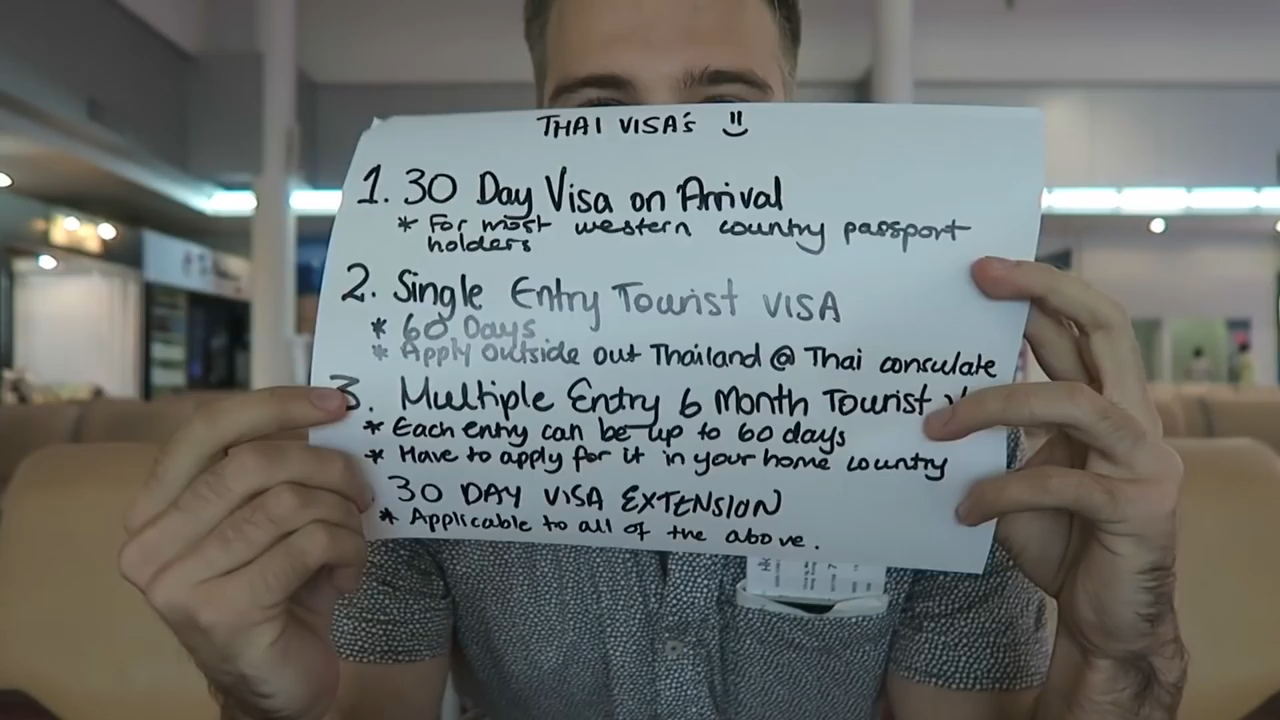 THAI VISA's
1. 30 Day Visa on Arrival
* For most western country passport
holders
2. Single Entry Tourist VISA
* 60 Days
* Apply outside out Thailand @ Thai consulate
3. Multiple Entry 6 Month Tourist
* Each entry can be up to 60 days
* Have to apply for it in your home country
. 30 DAY VISA EXTENSION
* Applicable to all of the above.